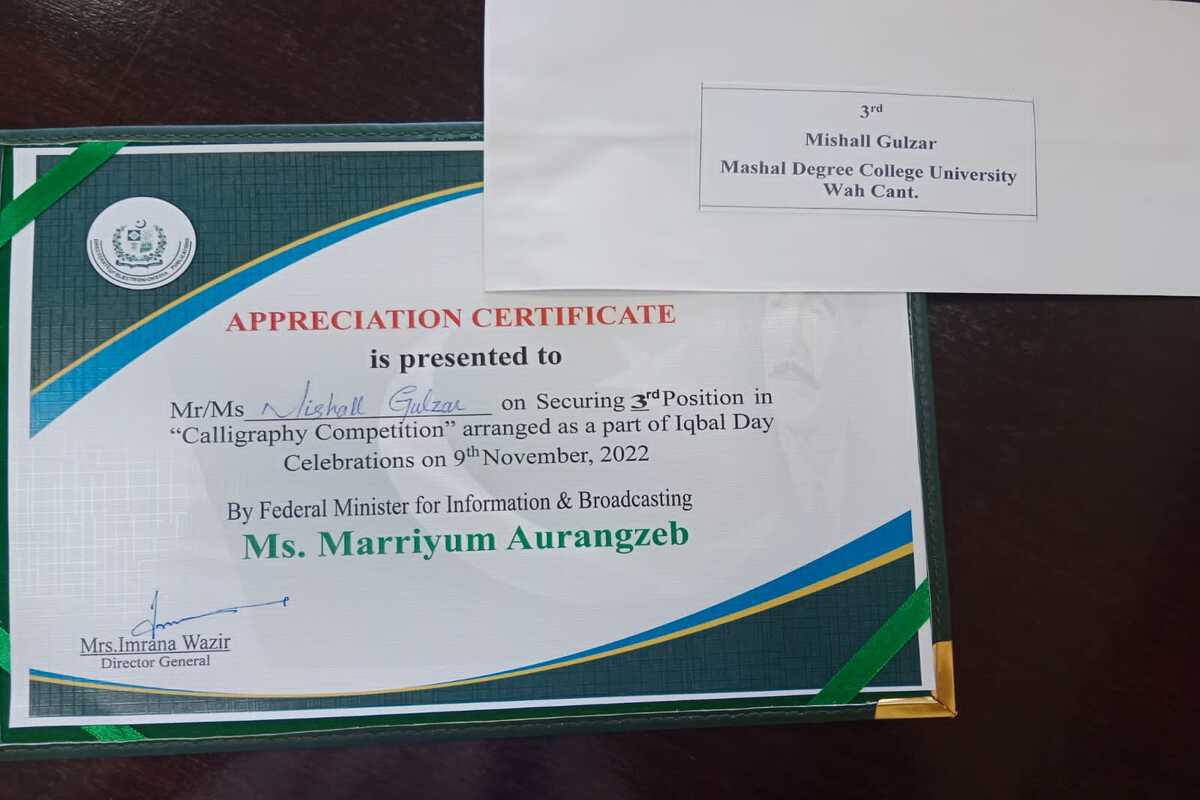 3rd
Mishall Gulzar
Mashal Degree College University
Wah Cant.
APPRECIATION CERTIFICATE
is presented to
Mr/Ms Mishall Gulzar on Securing 3rd Position in
“Calligraphy Competition” arranged as a part of Iqbal Day
Celebrations on 9th November, 2022
By Federal Minister for Information & Broadcasting
Ms. Marriyum Aurangzeb
Mrs.Imrana Wazir
Director General